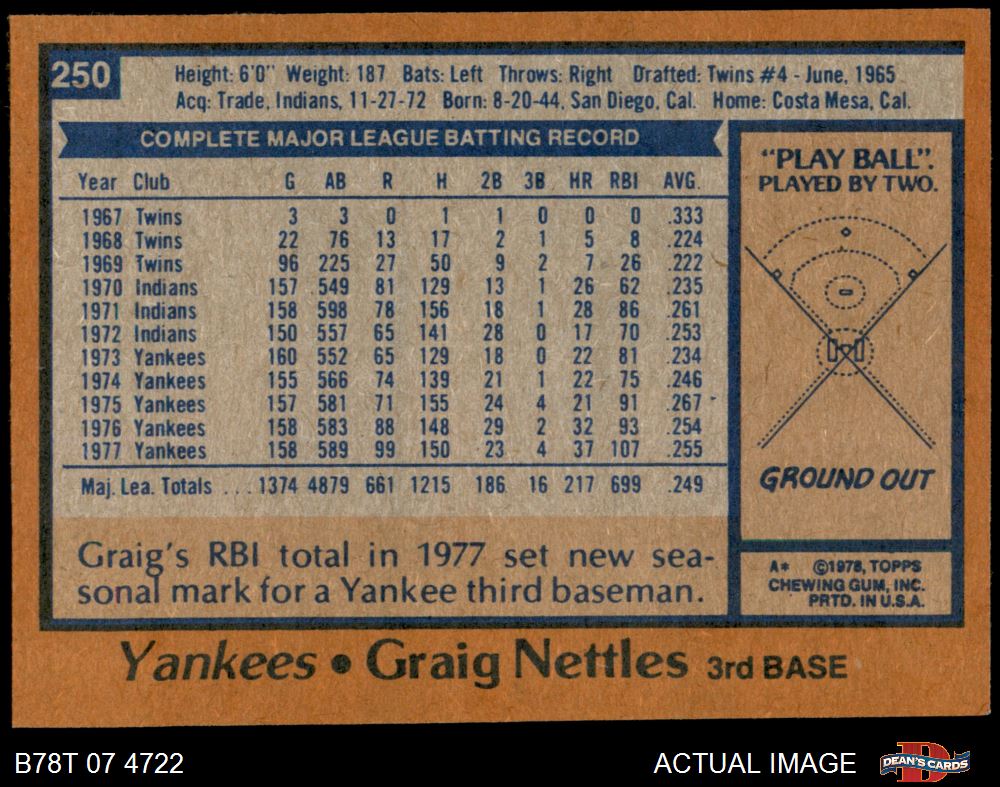 250
Height: 6'0" Weight: 187 Bats: Left Throws: Right Drafted: Twins #4 - June, 1965
Acq: Trade, Indians, 11-27-72 Born: 8-20-44, San Diego, Cal. Home: Costa Mesa, Cal.
COMPLETE MAJOR LEAGUE BATTING RECORD
Year Club G AB R H 2B 3B HR RBI AVG.
1967 Twins 3 3 0 1 1 0 0 0 .333
1968 Twins 22 76 13 17 2 1 5 8 .224
1969 Twins 96 225 27 50 9 2 7 26 .222
1970 Indians 157 549 81 129 13 1 26 62 .235
1971 Indians 158 598 78 156 18 1 28 86 .261
1972 Indians 150 557 65 141 28 0 17 70 .253
1973 Yankees 160 552 65 129 18 0 22 81 .234
1974 Yankees 155 566 74 139 21 1 22 75 .246
1975 Yankees 157 581 71 155 24 4 21 91 .267
1976 Yankees 158 583 88 148 29 2 32 93 .254
1977 Yankees 158 589 99 150 23 4 37 107 .255
Maj. Lea. Totals ... 1374 4879 661 1215 186 16 217 699 .249
Graig's RBI total in 1977 set new sea-
sonal mark for a Yankee third baseman.
"PLAY BALL".
PLAYED BY TWO.
GROUND OUT
A* ©1978, TOPPS
CHEWING GUM, INC.
PRTD. IN U.S.A.
Yankees • Graig Nettles 3rd BASE
B78T 07 4722
ACTUAL IMAGE
D
DEAN'S CARDS